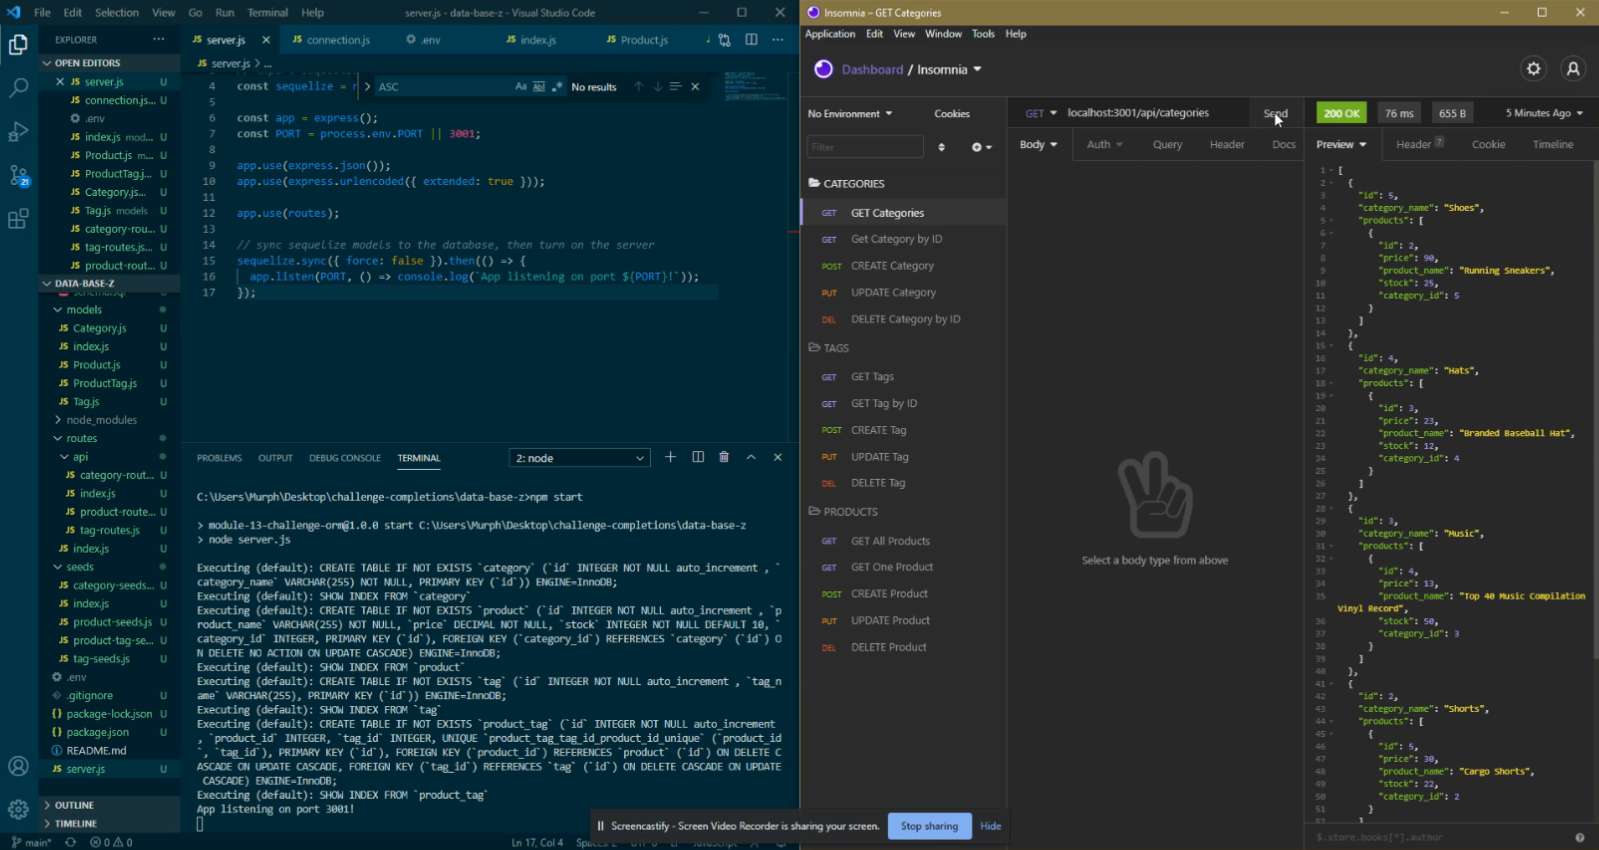 File Edit Selection View Go Run Terminal Help server.js - data-base-z - Visual Studio Code
EXPLORER
OPEN EDITORS
JS server.js U
JS connection.js... U
.env
JS index.js mod... U
JS Product.js m... U
JS ProductTag.j... U
JS Category.js... U
JS Tag.js models U
JS category-rou... U
JS tag-routes.js... U
JS product-rout... U
DATA-BASE-Z
models
JS Category.js U
JS index.js U
JS Product.js U
JS ProductTag.js U
JS Tag.js U
node_modules
routes
api
JS category-rout... U
JS index.js U
JS product-route... U
JS tag-routes.js U
JS index.js U
seeds
JS category-seeds... U
JS index.js U
JS product-seeds.js U
JS product-tag-se... U
JS tag-seeds.js U
.env
.gitignore U
{} package-lock.json U
{} package.json U
README.md
JS server.js U
OUTLINE
TIMELINE
21
JS server.js JS connection.js .env JS index.js JS Product.js
JS server.js > ...
ASC Aa No results
4 const sequelize = r
5
6 const app = express();
7 const PORT = process.env.PORT || 3001;
8
9 app.use(express.json());
10 app.use(express.urlencoded({ extended: true }));
11
12 app.use(routes);
13
14 // sync sequelize models to the database, then turn on the server
15 sequelize.sync({ force: false }).then(() => {
16 app.listen(PORT, () => console.log(`App listening on port ${PORT}!`));
17 });
PROBLEMS OUTPUT DEBUG CONSOLE TERMINAL 2: node
C:\Users\Murph\Desktop\challenge-completions\data-base-z>npm start
> module-13-challenge-orm@1.0.0 start C:\Users\Murph\Desktop\challenge-completions\data-base-z
> node server.js
Executing (default): CREATE TABLE IF NOT EXISTS `category` (`id` INTEGER NOT NULL auto_increment , `
category_name` VARCHAR(255) NOT NULL, PRIMARY KEY (`id`)) ENGINE=InnoDB;
Executing (default): SHOW INDEX FROM `category`
Executing (default): CREATE TABLE IF NOT EXISTS `product` (`id` INTEGER NOT NULL auto_increment , `p
roduct_name` VARCHAR(255) NOT NULL, `price` DECIMAL NOT NULL, `stock` INTEGER NOT NULL DEFAULT 10, `
category_id` INTEGER, PRIMARY KEY (`id`), FOREIGN KEY (`category_id`) REFERENCES `category` (`id`) O
N DELETE NO ACTION ON UPDATE CASCADE) ENGINE=InnoDB;
Executing (default): SHOW INDEX FROM `product`
Executing (default): CREATE TABLE IF NOT EXISTS `tag` (`id` INTEGER NOT NULL auto_increment , `tag_n
ame` VARCHAR(255), PRIMARY KEY (`id`)) ENGINE=InnoDB;
Executing (default): SHOW INDEX FROM `tag`
Executing (default): CREATE TABLE IF NOT EXISTS `product_tag` (`id` INTEGER NOT NULL auto_increment
, `product_id` INTEGER, `tag_id` INTEGER, UNIQUE `product_tag_tag_id_product_id_unique` (`product_id
`, `tag_id`), PRIMARY KEY (`id`), FOREIGN KEY (`product_id`) REFERENCES `product` (`id`) ON DELETE C
ASCADE ON UPDATE CASCADE, FOREIGN KEY (`tag_id`) REFERENCES `tag` (`id`) ON DELETE CASCADE ON UPDATE
CASCADE) ENGINE=InnoDB;
Executing (default): SHOW INDEX FROM `product_tag`
App listening on port 3001!
main* 0 0 Ln 17, Col 4
Screencastify - Screen Video Recorder is sharing your screen. Stop sharing Hide
Insomnia – GET Categories
Application Edit View Window Tools Help
Dashboard / Insomnia
No Environment Cookies
Filter
CATEGORIES
GET GET Categories
GET Get Category by ID
POST CREATE Category
PUT UPDATE Category
DEL DELETE Category by ID
TAGS
GET GET Tags
GET GET Tag by ID
POST CREATE Tag
PUT UPDATE Tag
DEL DELETE Tag
PRODUCTS
GET GET All Products
GET GET One Product
POST CREATE Product
PUT UPDATE Product
DEL DELETE Product
GET localhost:3001/api/categories Send
Body Auth Query Header Docs
Select a body type from above
200 OK 76 ms 655 B 5 Minutes Ago
Preview Header 7 Cookie Timeline
1 [
2 {
3 "id": 5,
4 "category_name": "Shoes",
5 "products": [
6 {
7 "id": 2,
8 "price": 90,
9 "product_name": "Running Sneakers",
10 "stock": 25,
11 "category_id": 5
12 }
13 ]
14 },
15 {
16 "id": 4,
17 "category_name": "Hats",
18 "products": [
19 {
20 "id": 3,
21 "price": 23,
22 "product_name": "Branded Baseball Hat",
23 "stock": 12,
24 "category_id": 4
25 }
26 ]
27 },
28 {
29 "id": 3,
30 "category_name": "Music",
31 "products": [
32 {
33 "id": 4,
34 "price": 13,
35 "product_name": "Top 40 Music Compilation
Vinyl Record",
36 "stock": 50,
37 "category_id": 3
38 }
39 ]
40 },
41 {
42 "id": 2,
43 "category_name": "Shorts",
44 "products": [
45 {
46 "id": 5,
47 "price": 30,
48 "product_name": "Cargo Shorts",
49 "stock": 22,
50 "category_id": 2
51 }
$.store.books[*].author